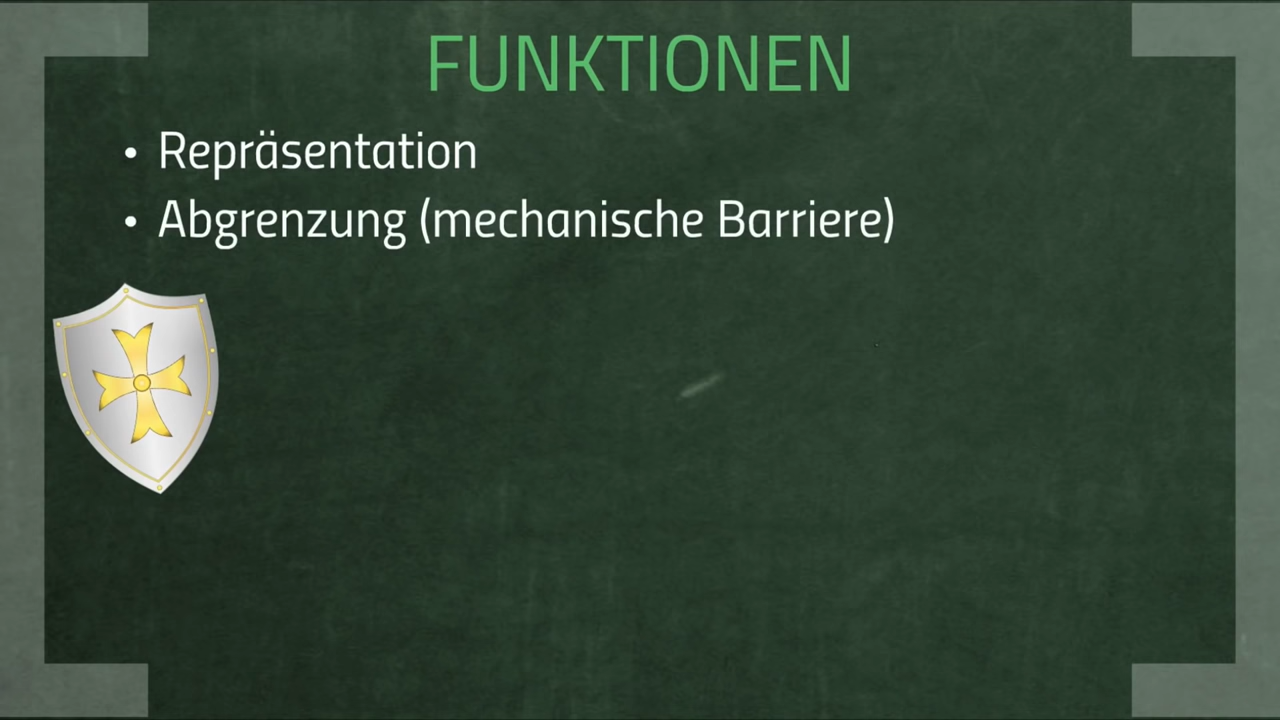 FUNKTIONEN
• Repräsentation
• Abgrenzung (mechanische Barriere)